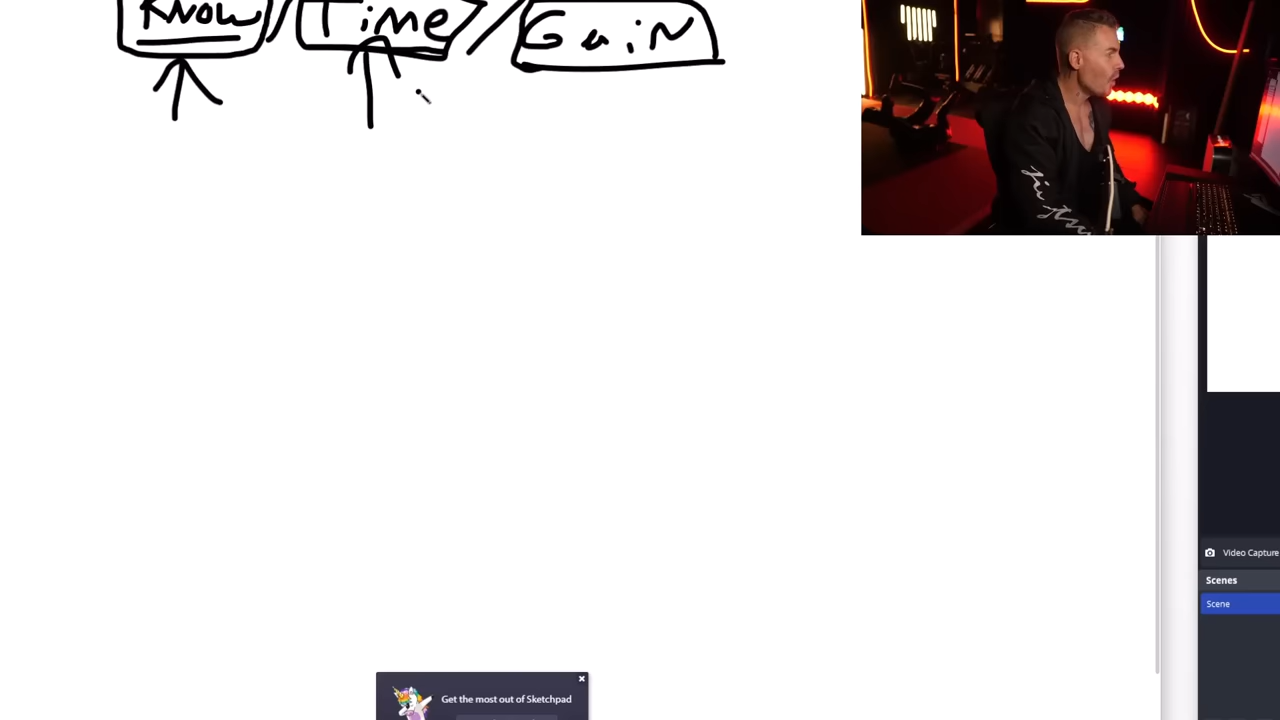 Know / Time / GaiN
Video Capture
Scenes
Scene
Get the most out of Sketchpad